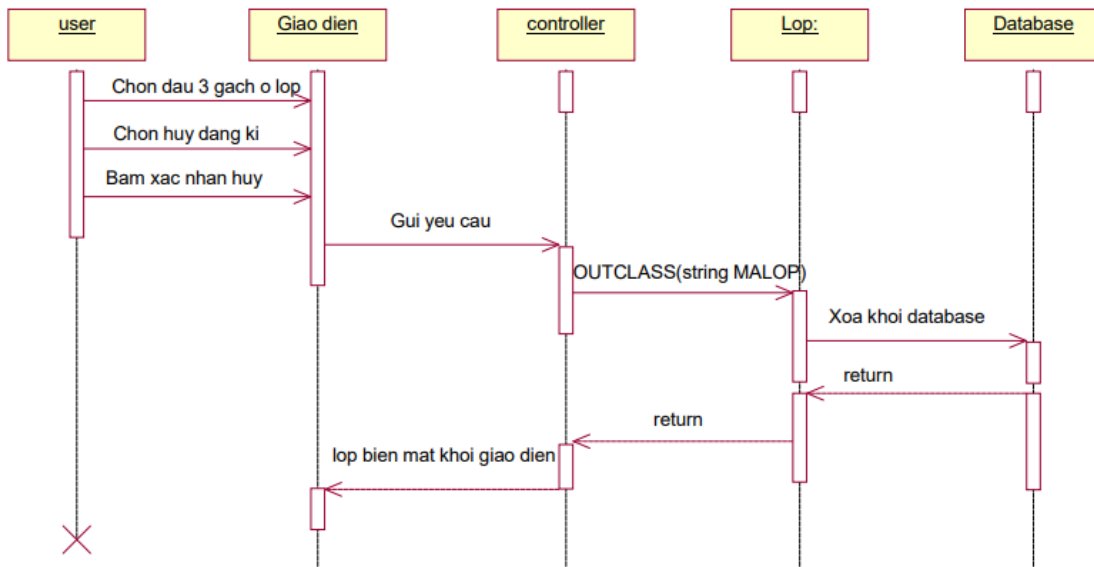 user
Giao dien
controller
Lop:
Database
Chon dau 3 gach o lop
Chon huy dang ki
Bam xac nhan huy
Gui yeu cau
OUTCLASS(string MALOP)
Xoa khoi database
return
return
lop bien mat khoi giao dien